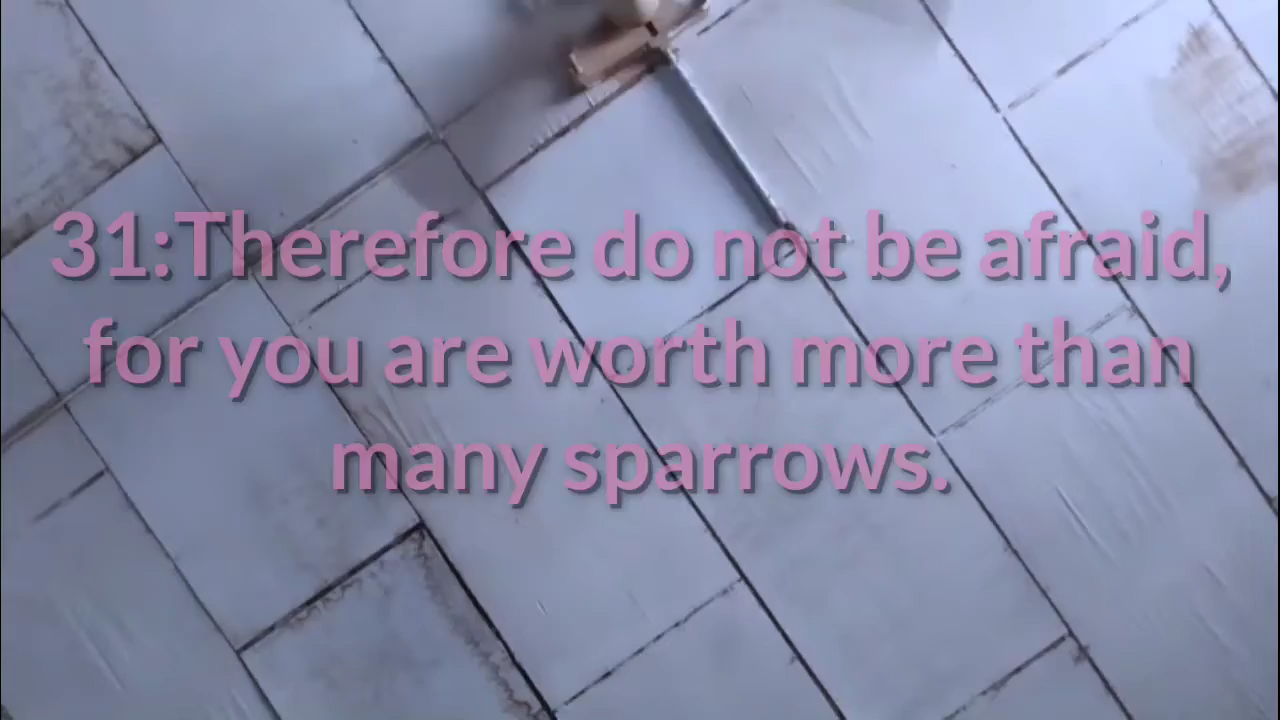 31:Therefore do not be afraid,
for you are worth more than
many sparrows.